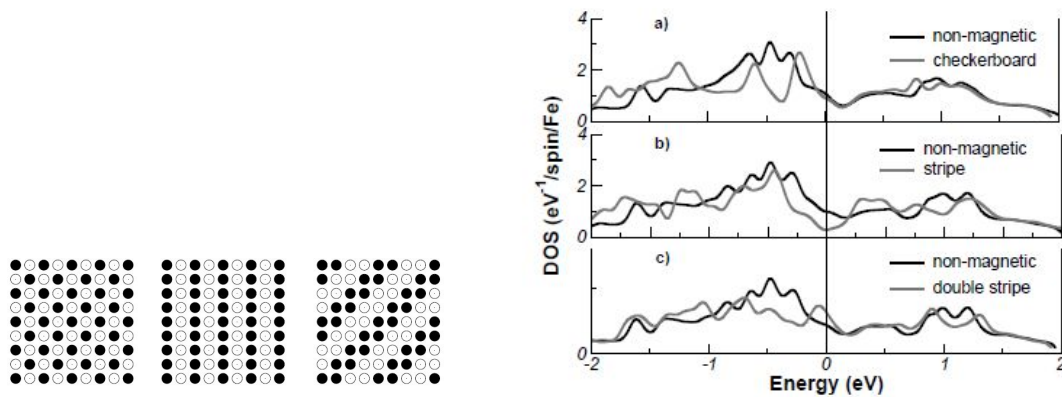 4
a)
non-magnetic
checkerboard
2
0
4
b)
non-magnetic
stripe
2
0
c)
non-magnetic
double stripe
0
-2 -1 0 1 2
DOS (eV⁻¹/spin/Fe)
Energy (eV)